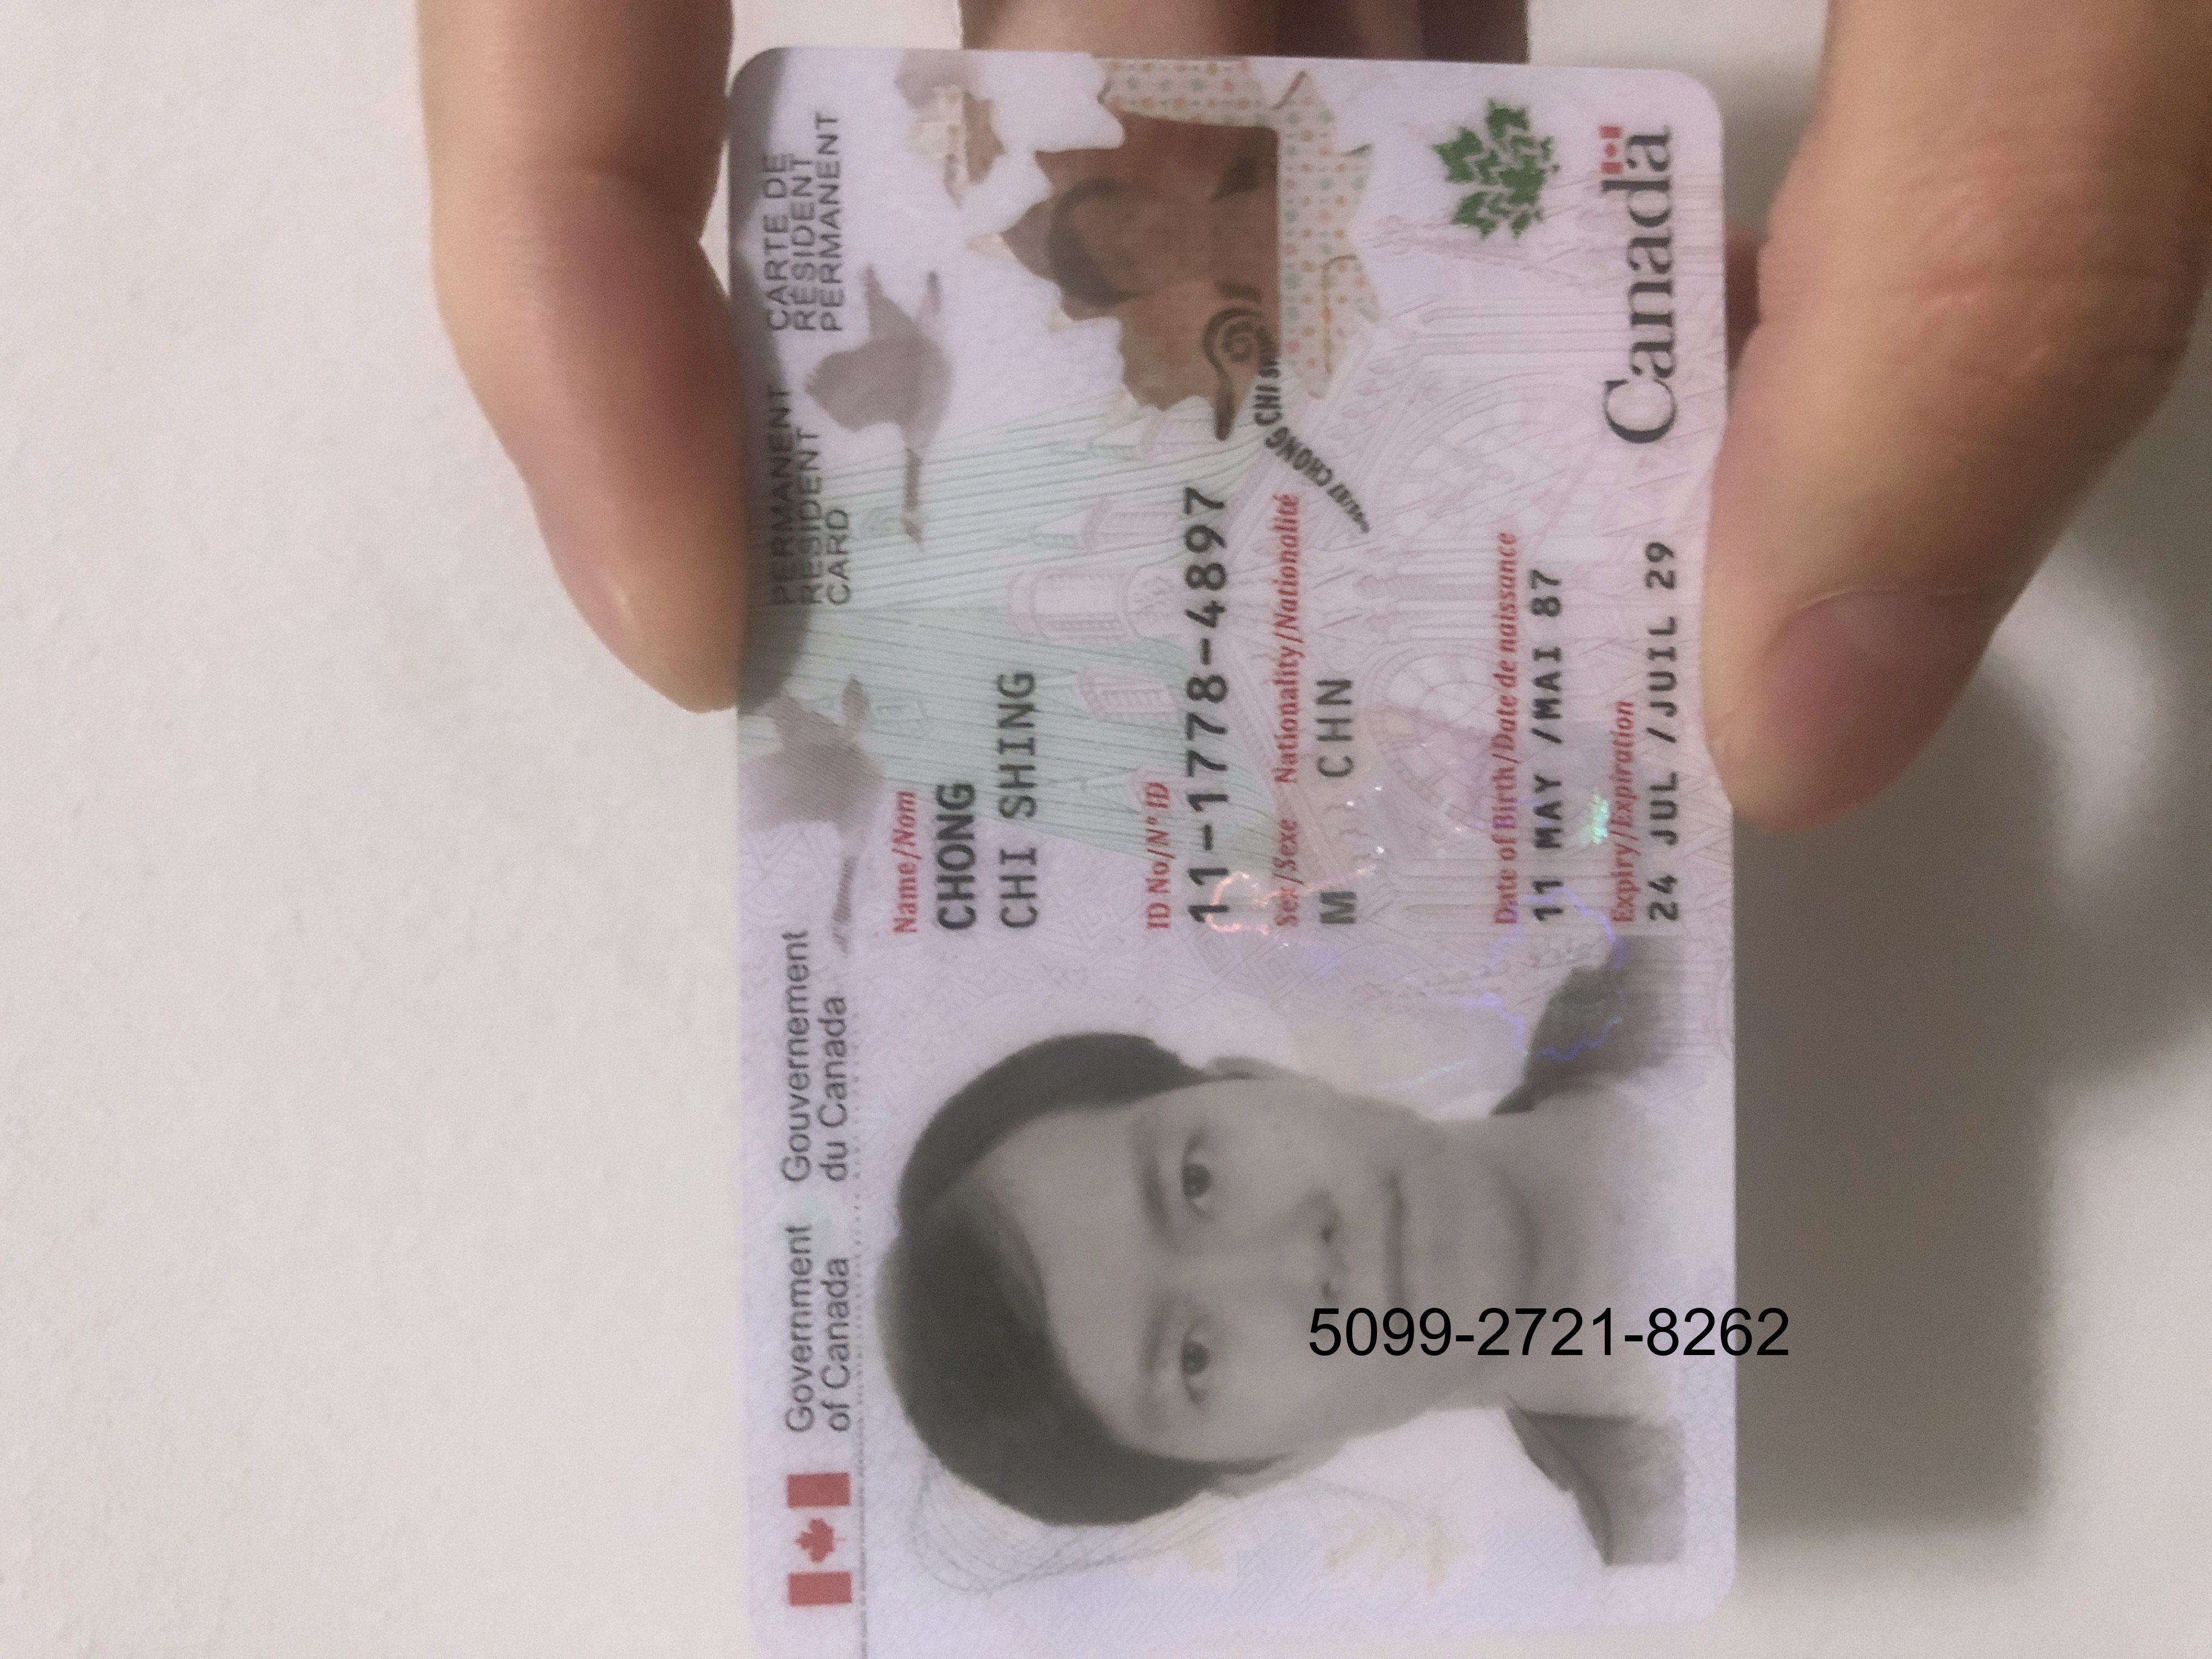 Government
of Canada
Gouvernement
du Canada
PERMANENT
RESIDENT
CARD
CARTE DE
RÉSIDENT
PERMANENT
Name/Nom
CHONG
CHI SHING
ID No/N° ID
11-1778-4897
Sex/Sexe Nationality/Nationalité
M CHN
CHONG CHI
Date of Birth/Date de naissance
11 MAY /MAI 87
Expiry/Expiration
24 JUL /JUIL 29
Canada
5099-2721-8262